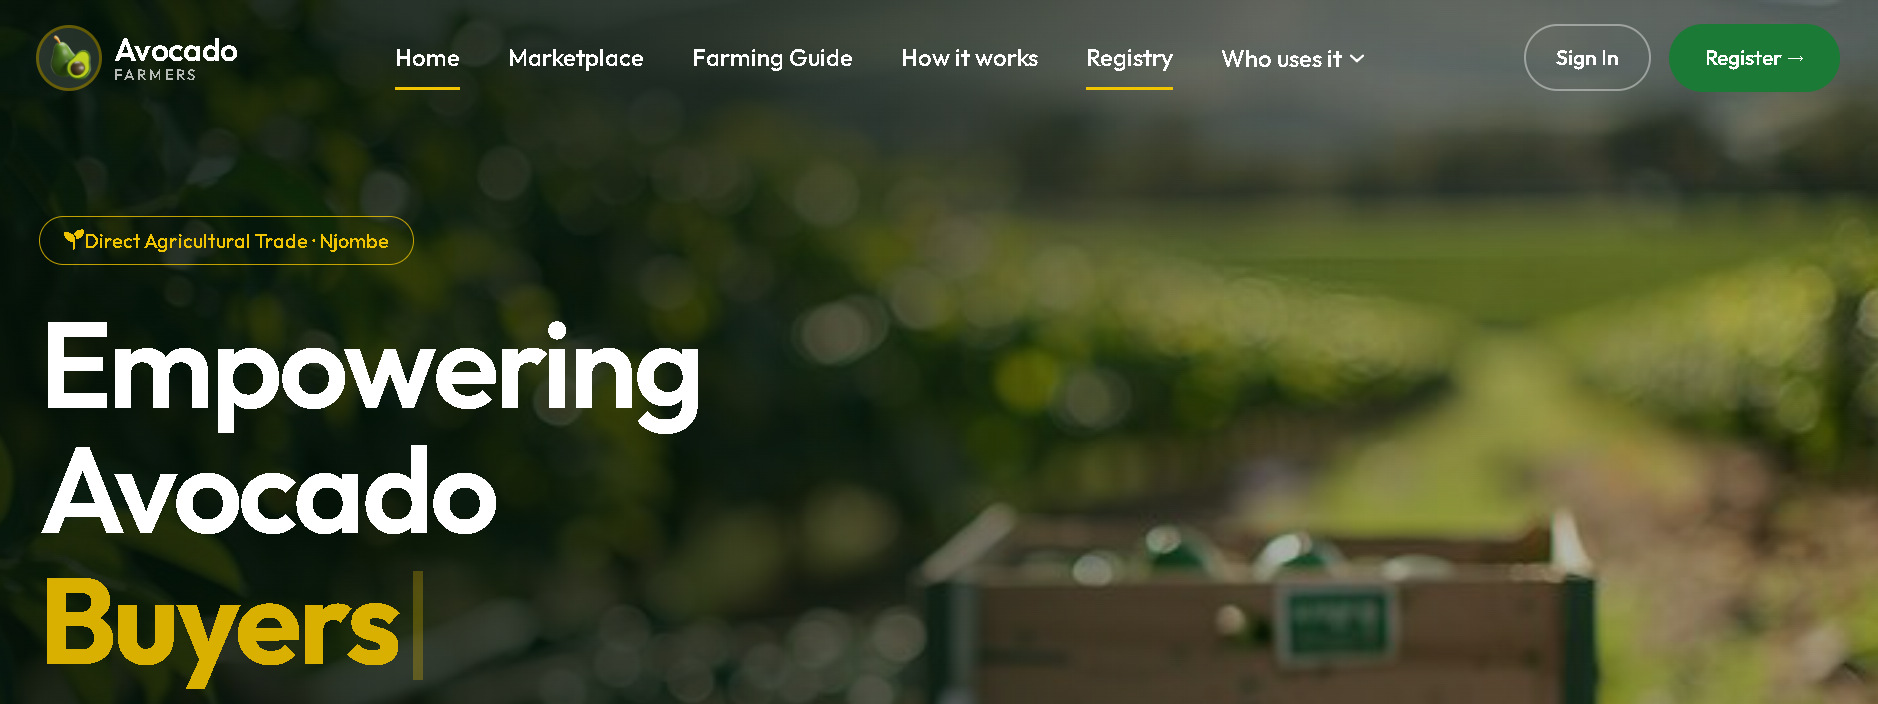 Avocado
FARMERS
Home
Marketplace
Farming Guide
How it works
Registry
Who uses it
Sign In
Register →
Direct Agricultural Trade · Njombe
Empowering
Avocado
Buyers